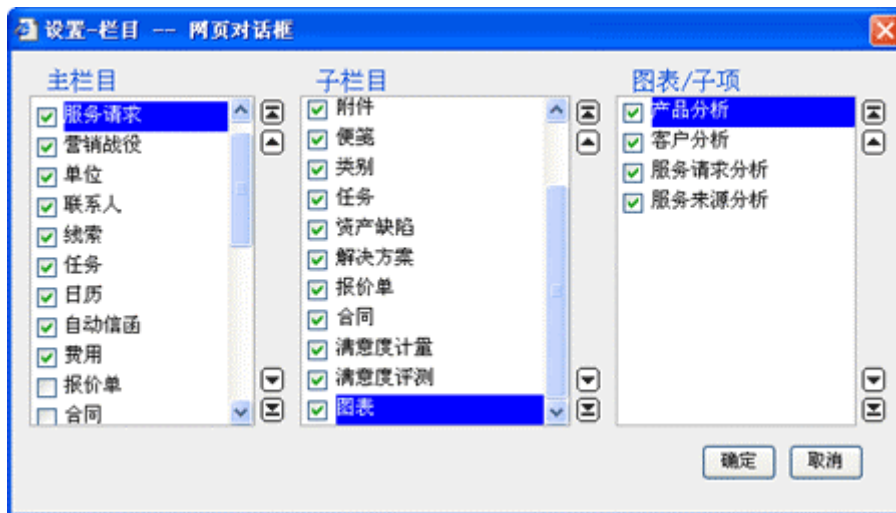 设置-栏目 -- 网页对话框
主栏目
服务请求
营销战役
单位
联系人
线索
任务
日历
自动信函
费用
报价单
合同
子栏目
附件
便笺
类别
任务
资产缺陷
解决方案
报价单
合同
满意度计量
满意度评测
图表
图表/子项
产品分析
客户分析
服务请求分析
服务来源分析
确定
取消